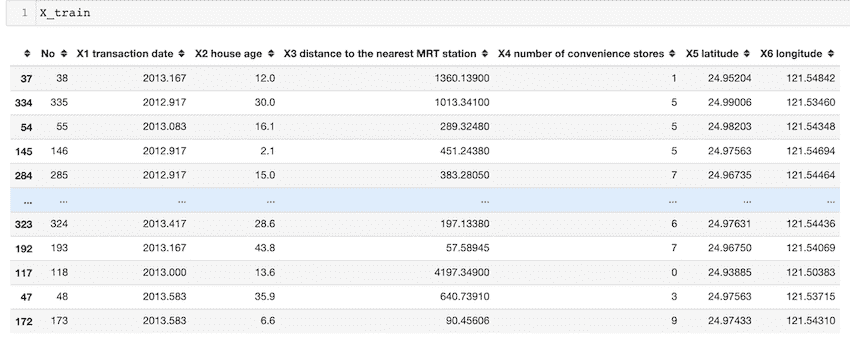 1 X_train
No X1 transaction date X2 house age X3 distance to the nearest MRT station X4 number of convenience stores X5 latitude X6 longitude
37 38 2013.167 12.0 1360.13900 1 24.95204 121.54842
334 335 2012.917 30.0 1013.34100 5 24.99006 121.53460
54 55 2013.083 16.1 289.32480 5 24.98203 121.54348
145 146 2012.917 2.1 451.24380 5 24.97563 121.54694
284 285 2012.917 15.0 383.28050 7 24.96735 121.54464
... ... ... ... ... ... ... ...
323 324 2013.417 28.6 197.13380 6 24.97631 121.54436
192 193 2013.167 43.8 57.58945 7 24.96750 121.54069
117 118 2013.000 13.6 4197.34900 0 24.93885 121.50383
47 48 2013.583 35.9 640.73910 3 24.97563 121.53715
172 173 2013.583 6.6 90.45606 9 24.97433 121.54310